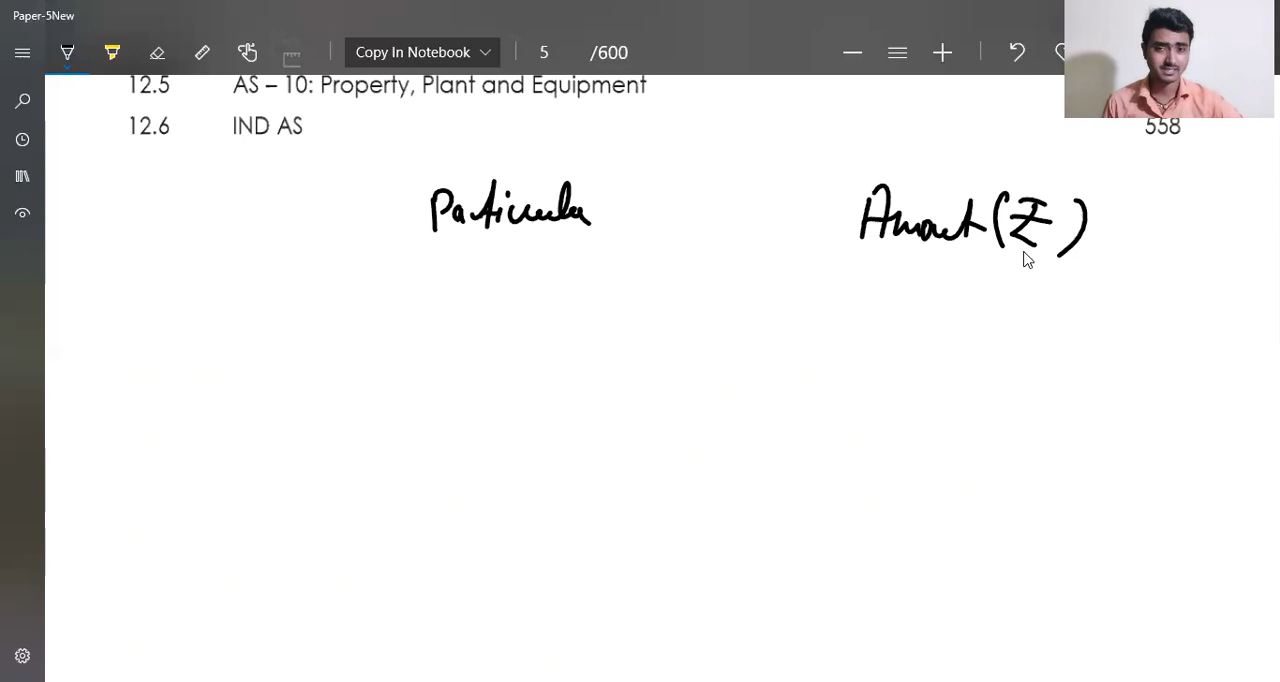 Paper-5New
Copy In Notebook 5 /600
12.5 AS – 10: Property, Plant and Equipment
12.6 IND AS 558
Particular Amount (₹)